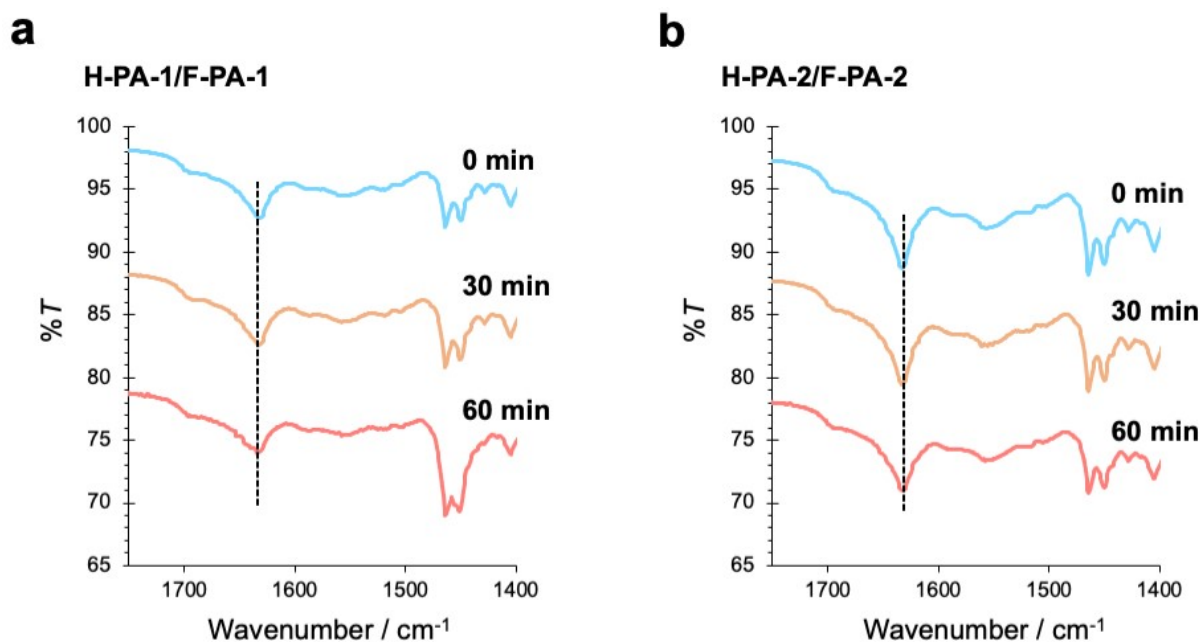 a
H-PA-1/F-PA-1
100
95
90
85
80
75
70
65
%T
0 min
30 min
60 min
1700
1600
1500
1400
Wavenumber / cm⁻¹
b
H-PA-2/F-PA-2
100
95
90
85
80
75
70
65
%T
0 min
30 min
60 min
1700
1600
1500
1400
Wavenumber / cm⁻¹